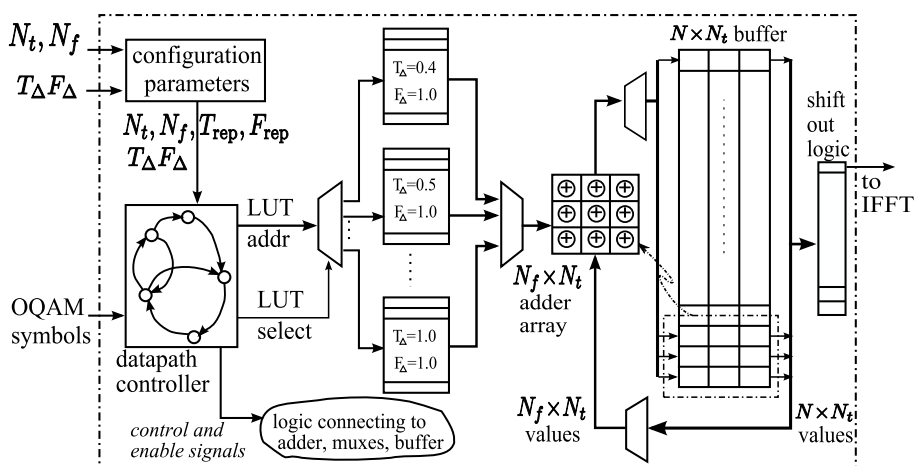 N_t, N_f
T_Δ F_Δ
configuration
parameters
N_t, N_f, T_rep, F_rep
T_Δ F_Δ
OQAM
symbols
datapath
controller
LUT
addr
LUT
select
control and
enable signals
logic connecting to
adder, muxes, buffer
T_Δ=0.4
F_Δ=1.0
T_Δ=0.5
F_Δ=1.0
T_Δ=1.0
F_Δ=1.0
N_f×N_t
adder
array
N×N_t buffer
N_f×N_t
values
N×N_t
values
shift
out
logic
to
IFFT